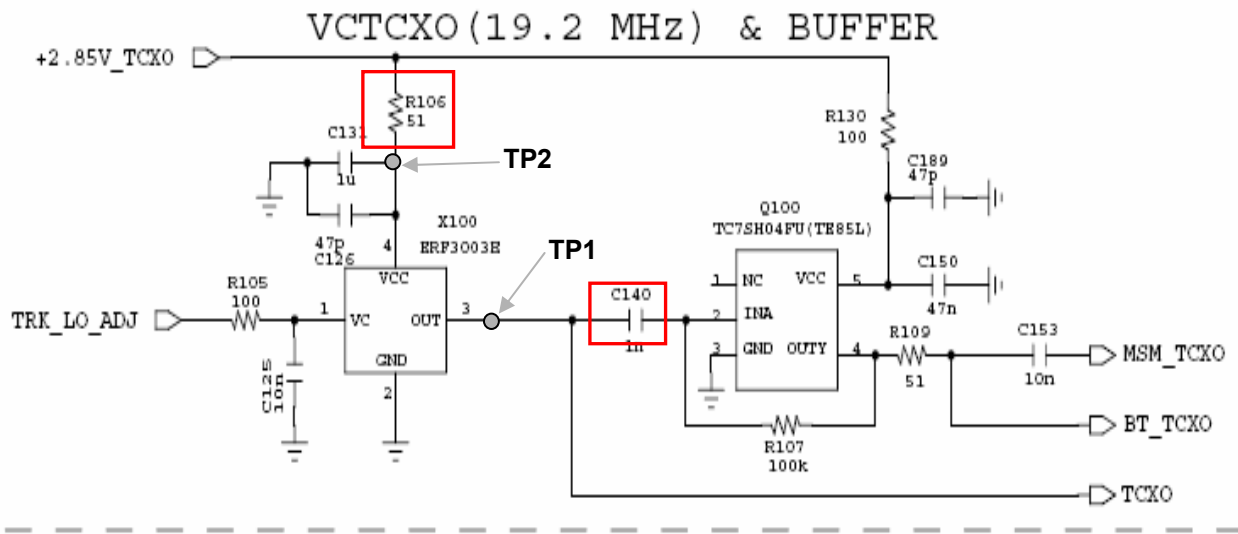 VCTCXO(19.2 MHz) & BUFFER
+2.85V_TCXO
R106
51
C131
1u
TP2
47p
C126
4
X100
ERF3003E
VCC
VC
OUT
GND
1
3
2
TP1
R105
100
TRK_LO_ADJ
C125
10n
C140
1n
R130
100
C189
47p
Q100
TC7SH04FU(TE85L)
1
NC
VCC
5
2
INA
3
GND
OUTY
4
C150
47n
R109
51
C153
10n
MSM_TCXO
R107
100k
BT_TCXO
TCXO